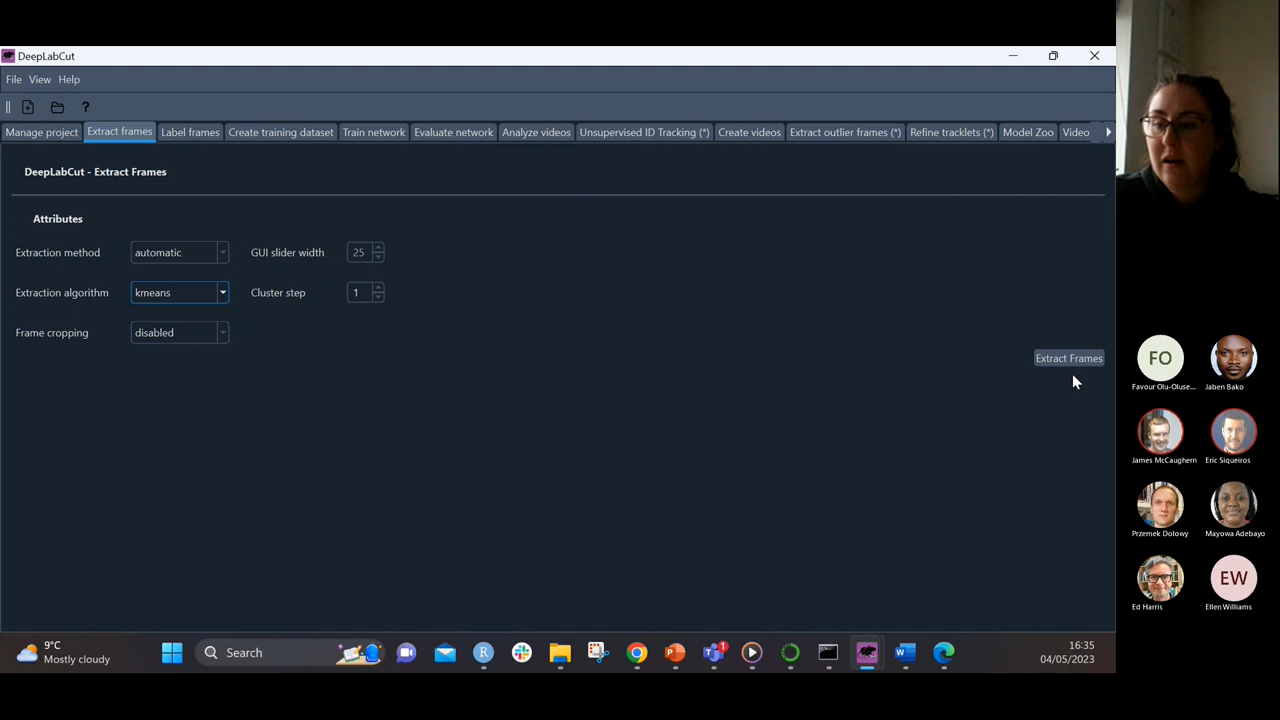 DeepLabCut
File View Help
?
Manage project Extract frames Label frames Create training dataset Train network Evaluate network Analyze videos Unsupervised ID Tracking (*) Create videos Extract outlier frames (*) Refine tracklets (*) Model Zoo Video
DeepLabCut - Extract Frames
Attributes
Extraction method automatic GUI slider width 25
Extraction algorithm kmeans Cluster step 1
Frame cropping disabled
Extract Frames
FO
Favour Olu-Oluse... Jaben Bako
James McCaughern Eric Siqueiros
Przemek Dolowy Mayowa Adebayo
EW
Ed Harris Ellen Williams
9°C
Mostly cloudy
Search
R
P
T
1
W
16:35
04/05/2023